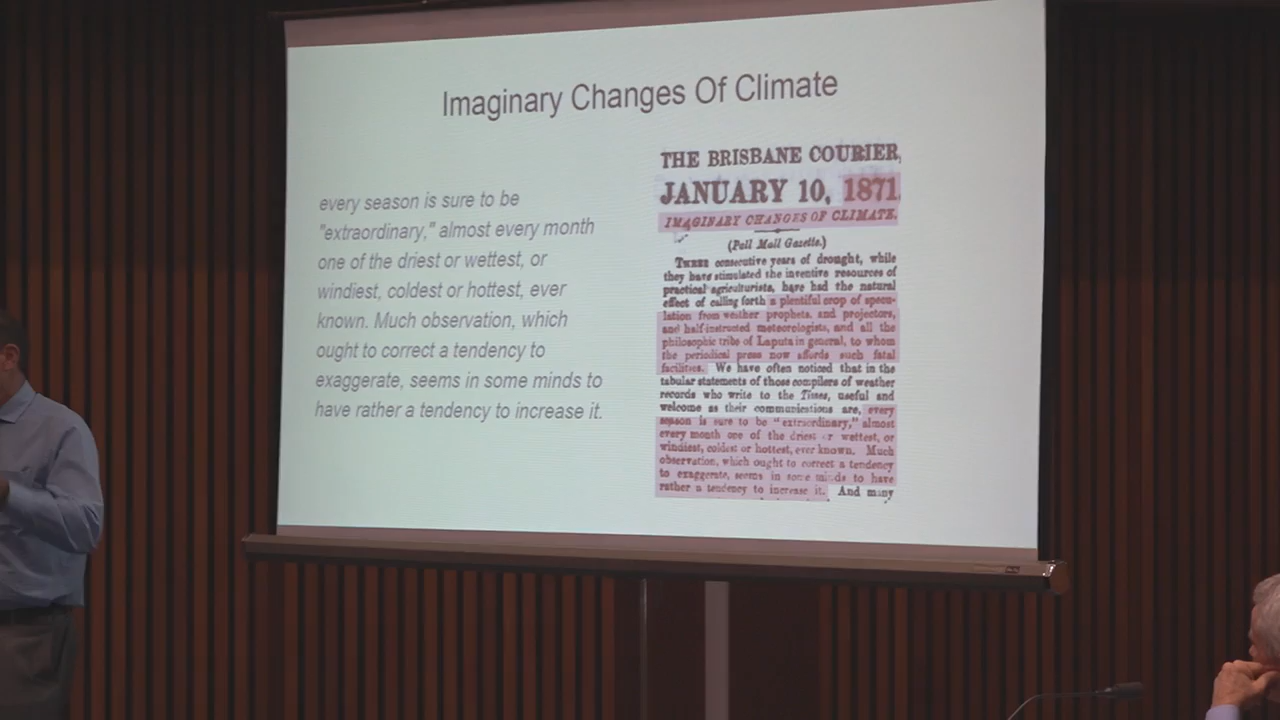 Imaginary Changes Of Climate
every season is sure to be
"extraordinary," almost every month
one of the driest or wettest, or
windiest, coldest or hottest, ever
known. Much observation, which
ought to correct a tendency to
exaggerate, seems in some minds to
have rather a tendency to increase it.
THE BRISBANE COURIER,
JANUARY 10, 1871.
IMAGINARY CHANGES OF CLIMATE.
(Pall Mall Gazette.)
THREE consecutive years of drought, while
they have stimulated the inventive resources of
practical agriculturists, have had the natural
effect of calling forth a plentiful crop of specu-
lation from weather prophets, and projectors,
and half-instructed meteorologists, and all the
philosophic tribe of Laputa in general, to whom
the periodical press now affords such fatal
facilities. We have often noticed that in the
tabular statements of those compilers of weather
records who write to the Times, useful and
welcome as their communications are, every
season is sure to be "extraordinary," almost
every month one of the driest or wettest, or
windiest, coldest or hottest, ever known. Much
observation, which ought to correct a tendency
to exaggerate, seems in some minds to have
rather a tendency to increase it. And many